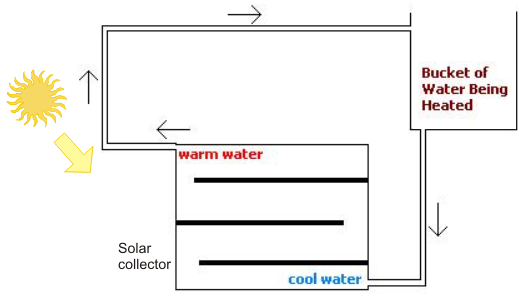 Bucket of
Water Being
Heated
warm water
Solar
collector
cool water